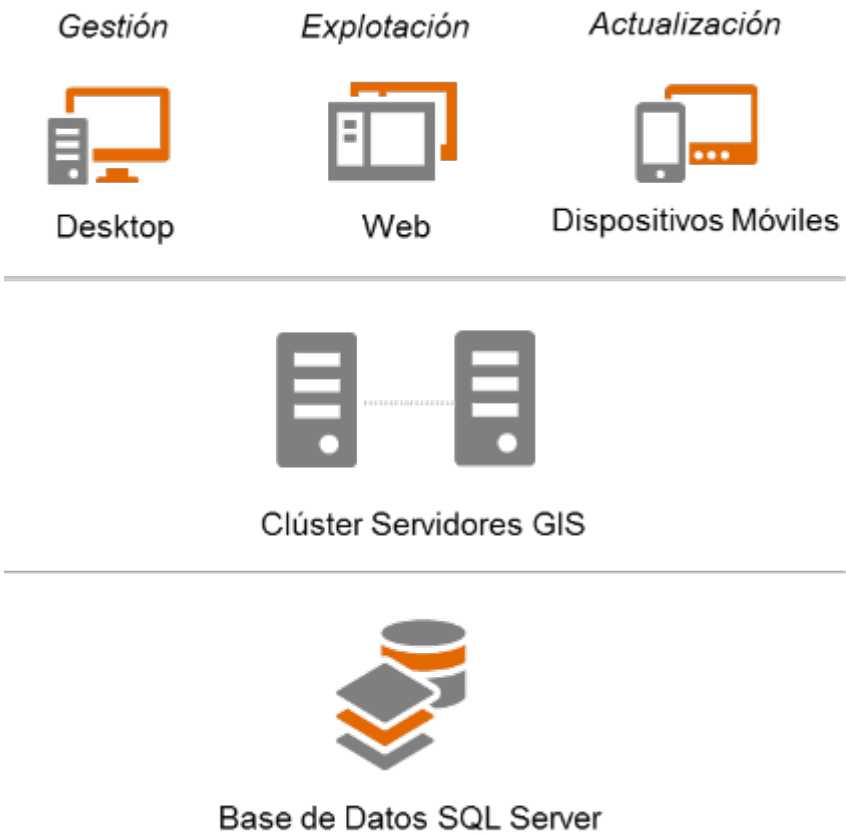 Gestión
Explotación
Actualización
Desktop
Web
Dispositivos Móviles
Clúster Servidores GIS
Base de Datos SQL Server